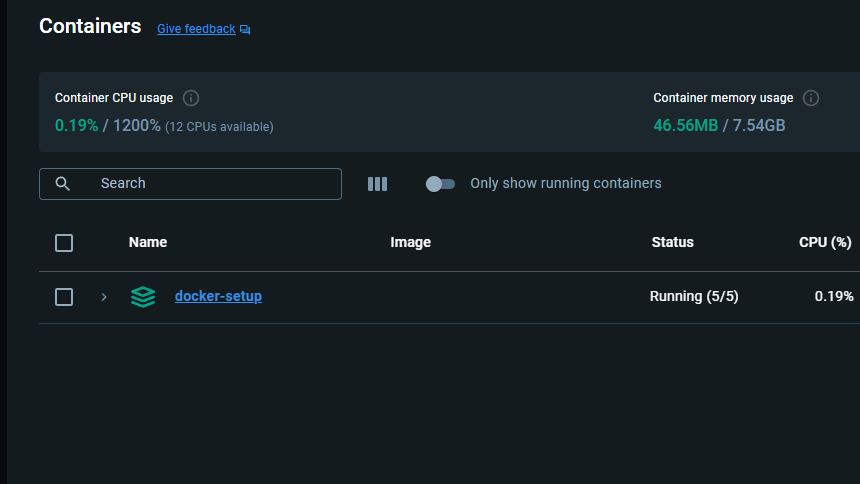 Containers Give feedback
Container CPU usage
0.19% / 1200% (12 CPUs available)
Container memory usage
46.56MB / 7.54GB
Search
Only show running containers
Name Image Status CPU (%)
docker-setup Running (5/5) 0.19%